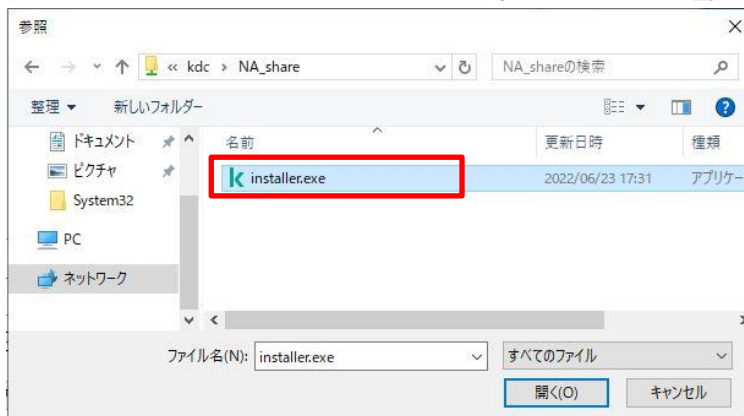 参照
« kdc › NA_share
NA_shareの検索
整理 ▼ 新しいフォルダー
名前 更新日時 種類
ドキュメント
ピクチャ
System32
PC
ネットワーク
installer.exe 2022/06/23 17:31 アプリケー
ファイル名(N): installer.exe すべてのファイル
開く(O) キャンセル